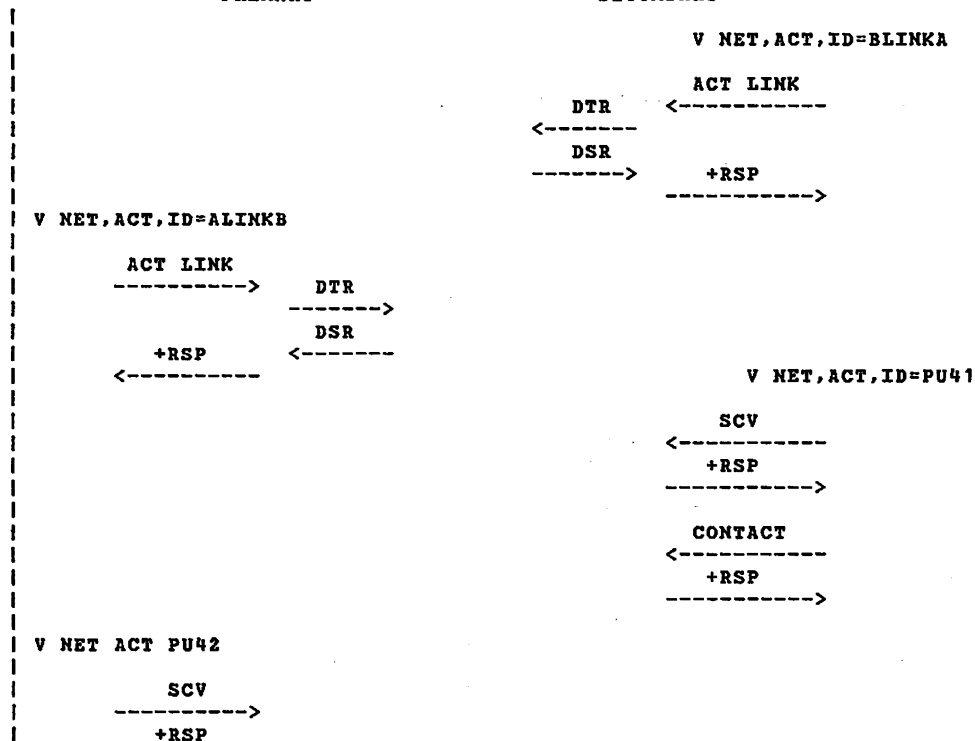 V NET,ACT,ID=BLINKA
ACT LINK
DTR
<-----------
<-------
DSR
-------> +RSP
----------->
V NET,ACT,ID=ALINKB
ACT LINK
----------> DTR
------->
DSR
+RSP <-------
<----------
V NET,ACT,ID=PU41
SCV
<-----------
+RSP
----------->
CONTACT
<-----------
+RSP
----------->
V NET ACT PU42
SCV
---------->
+RSP